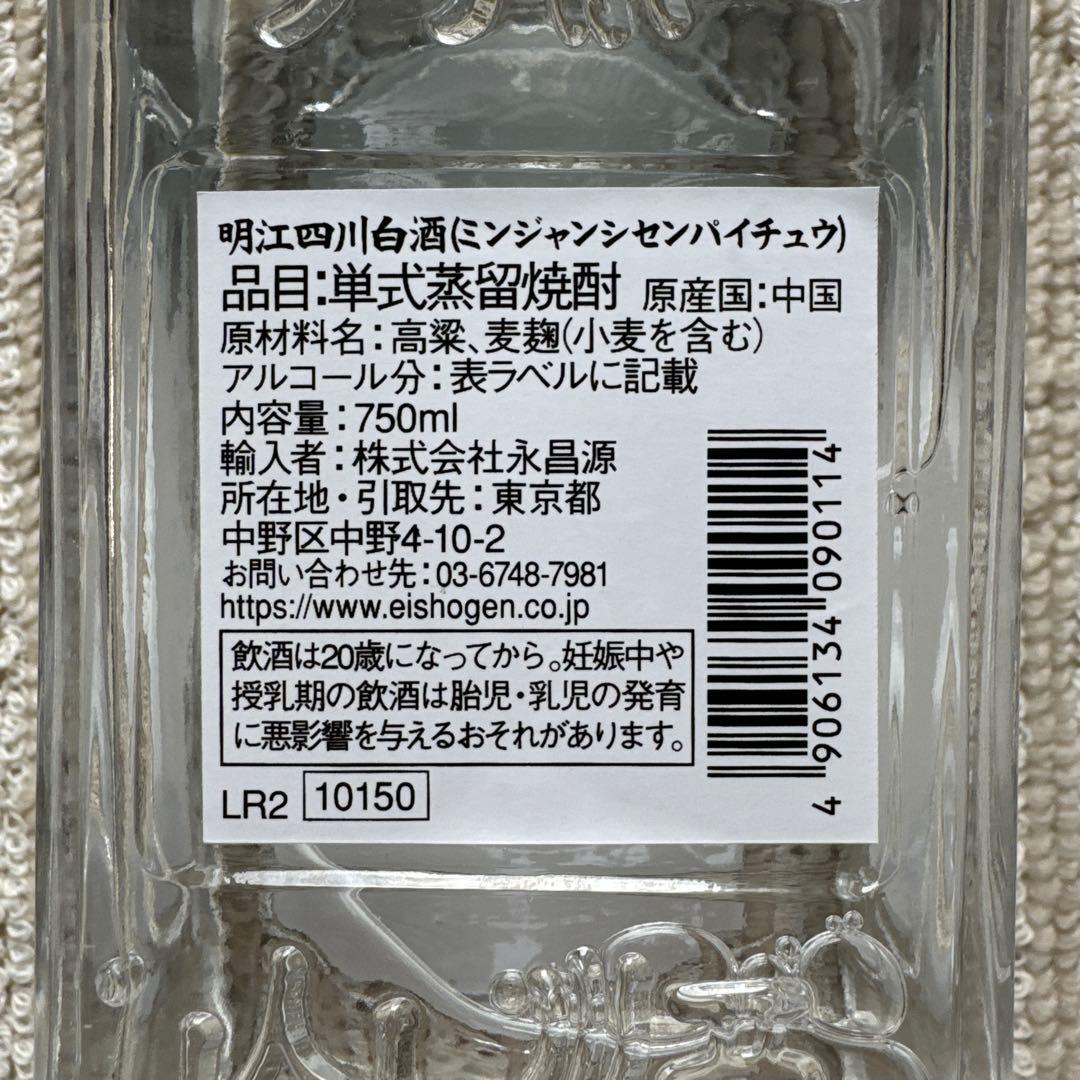 明江四川白酒(ミンジャンシセンパイチュウ)
品目:単式蒸留焼酎 原産国:中国
原材料名:高粱、麦麹(小麦を含む)
アルコール分:表ラベルに記載
内容量:750ml
輸入者:株式会社永昌源
所在地・引取先:東京都
中野区中野4-10-2
お問い合わせ先:03-6748-7981
https://www.eishogen.co.jp
飲酒は20歳になってから。妊娠中や
授乳期の飲酒は胎児・乳児の発育
に悪影響を与えるおそれがあります。
LR2 10150
4 906134 090114